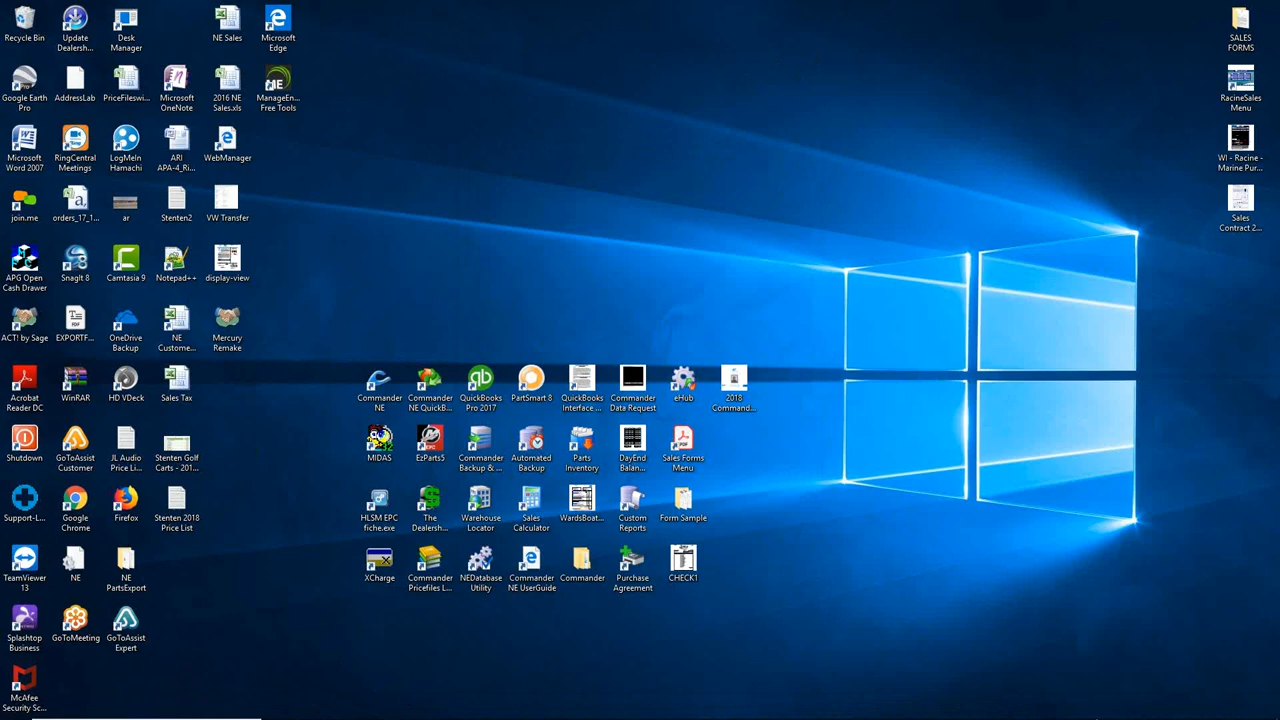 Recycle Bin
Update
Dealersh...
Desk
Manager
NE Sales
Microsoft
Edge
SALES
FORMS
Google Earth
Pro
AddressLab
PriceFileswi...
Microsoft
OneNote
2016 NE
Sales.xls
ManageEn...
Free Tools
RacineSales
Menu
Microsoft
Word 2007
RingCentral
Meetings
LogMeIn
Hamachi
ARI
APA-4_Ri...
WebManager
WI - Racine -
Marine Pur...
join.me
orders_17_1...
ar
Stenten2
VW Transfer
Sales
Contract 2...
APG Open
Cash Drawer
SnagIt 8
Camtasia 9
Notepad++
display-view
ACT! by Sage
EXPORTF...
OneDrive
Backup
NE
Custome...
Mercury
Remake
Acrobat
Reader DC
WinRAR
HD VDeck
Sales Tax
Commander
NE
Commander
NE QuickB...
QuickBooks
Pro 2017
PartSmart 8
QuickBooks
Interface ...
Commander
Data Request
eHub
2018
Command...
Shutdown
GoToAssist
Customer
JL Audio
Price Li...
Stenten Golf
Carts - 201...
MIDAS
EzParts5
Commander
Backup & ...
Automated
Backup
Parts
Inventory
DayEnd
Balan...
Sales Forms
Menu
Support-L...
Google
Chrome
Firefox
Stenten 2018
Price List
HLSM EPC
fiche.exe
The
Dealersh...
Warehouse
Locator
Sales
Calculator
WardsBoat...
Custom
Reports
Form Sample
TeamViewer
13
NE
NE
PartsExport
XCharge
Commander
Pricefiles L...
NEDatabase
Utility
Commander
NE UserGuide
Commander
Purchase
Agreement
CHECK1
Splashtop
Business
GoToMeeting
GoToAssist
Expert
McAfee
Security Sc...